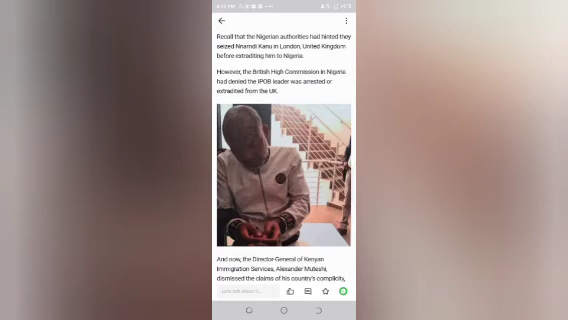 Recall that the Nigerian authorities had hinted they
seized Nnamdi Kanu in London, United Kingdom
before extraditing him to Nigeria.
However, the British High Commission in Nigeria
had denied the IPOB leader was arrested or
extradited from the UK.
And now, the Director-General of Kenyan
Immigration Services, Alexander Muteshi,
dismissed the claims of his country's complicity,